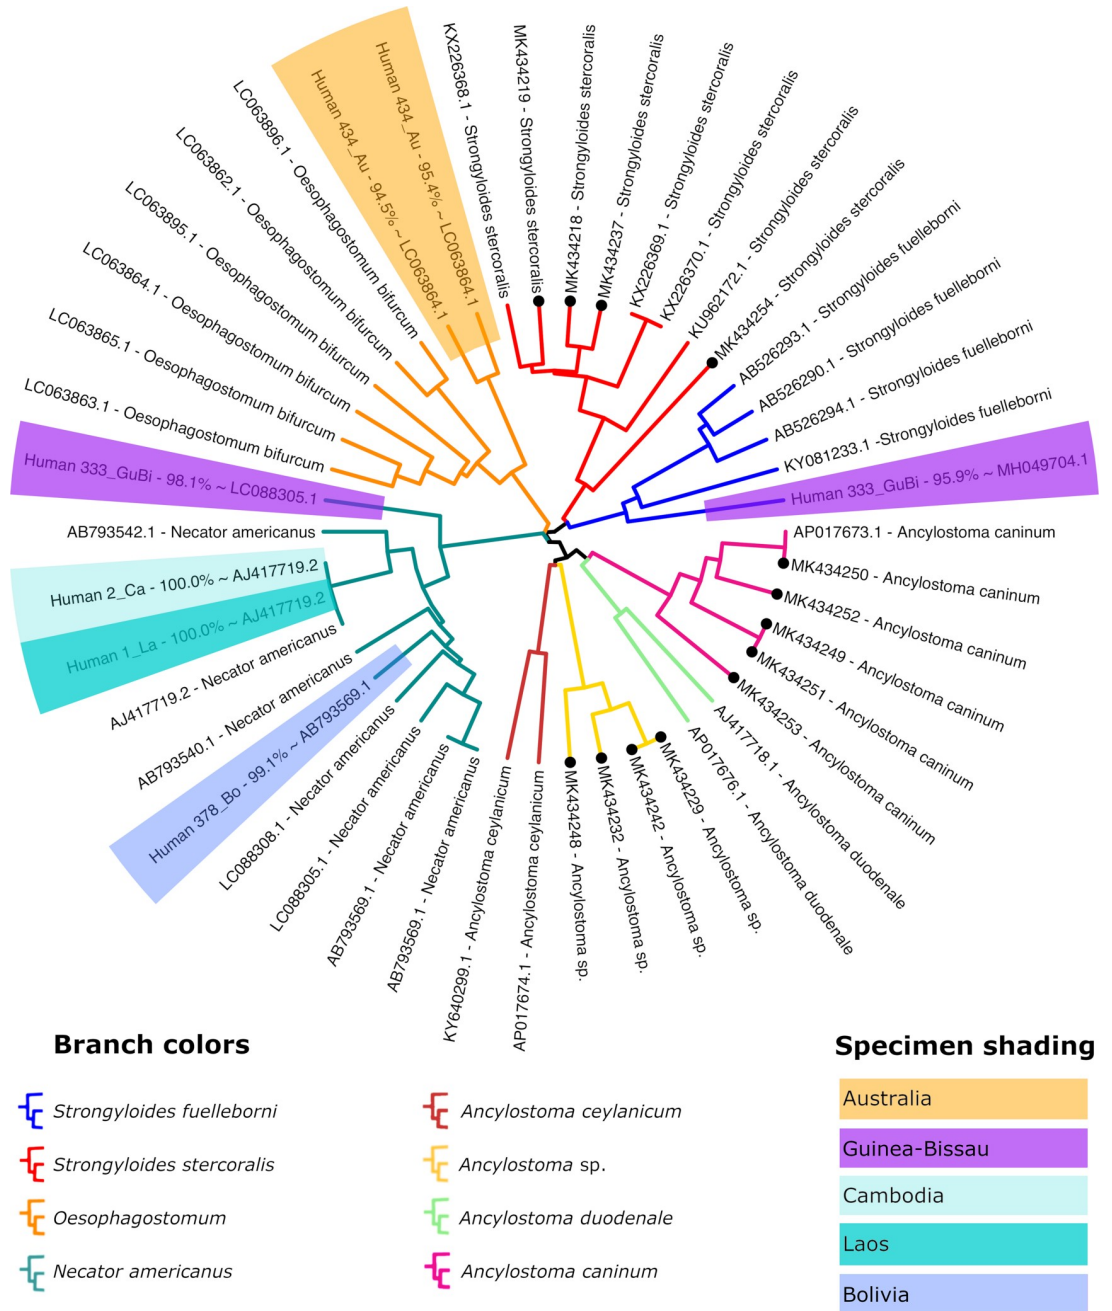 Human 434_Au - 94.5% ~ LC063864.1
Human 434_Au - 95.4% ~ LC063864.1
KX226368.1 - Strongyloides stercoralis
MK434219 - Strongyloides stercoralis
MK434218 - Strongyloides stercoralis
MK434237 - Strongyloides stercoralis
KX226369.1 - Strongyloides stercoralis
KX226370.1 - Strongyloides stercoralis
KU962172.1 - Strongyloides stercoralis
MK434254 - Strongyloides stercoralis
AB526293.1 - Strongyloides fuelleborni
AB526290.1 - Strongyloides fuelleborni
AB526294.1 - Strongyloides fuelleborni
KY081233.1 -Strongyloides fuelleborni
Human 333_GuBi - 95.9% ~ MH049704.1
AP017673.1 - Ancylostoma caninum
MK434250 - Ancylostoma caninum
MK434252 - Ancylostoma caninum
MK434249 - Ancylostoma caninum
MK434251 - Ancylostoma caninum
MK434253 - Ancylostoma caninum
AJ417718.1 - Ancylostoma duodenale
AP017676.1 - Ancylostoma duodenale
MK434229 - Ancylostoma sp.
MK434242 - Ancylostoma sp.
MK434232 - Ancylostoma sp.
MK434248 - Ancylostoma sp.
AP017674.1 - Ancylostoma ceylanicum
KY640299.1 - Ancylostoma ceylanicum
AB793569.1 - Necator americanus
AB793569.1 - Necator americanus
LC088305.1 - Necator americanus
LC088308.1 - Necator americanus
Human 378_Bo - 99.1% ~ AB793569.1
AB793540.1 - Necator americanus
AJ417719.2 - Necator americanus
Human 1_La - 100.0% ~ AJ417719.2
Human 2_Ca - 100.0% ~ AJ417719.2
AB793542.1 - Necator americanus
Human 333_GuBi - 98.1% ~ LC088305.1
LC063863.1 - Oesophagostomum bifurcum
LC063865.1 - Oesophagostomum bifurcum
LC063864.1 - Oesophagostomum bifurcum
LC063895.1 - Oesophagostomum bifurcum
LC063862.1 - Oesophagostomum bifurcum
LC063896.1 - Oesophagostomum bifurcum
Branch colors
Strongyloides fuelleborni
Strongyloides stercoralis
Oesophagostomum
Necator americanus
Ancylostoma ceylanicum
Ancylostoma sp.
Ancylostoma duodenale
Ancylostoma caninum
Specimen shading
Australia
Guinea-Bissau
Cambodia
Laos
Bolivia